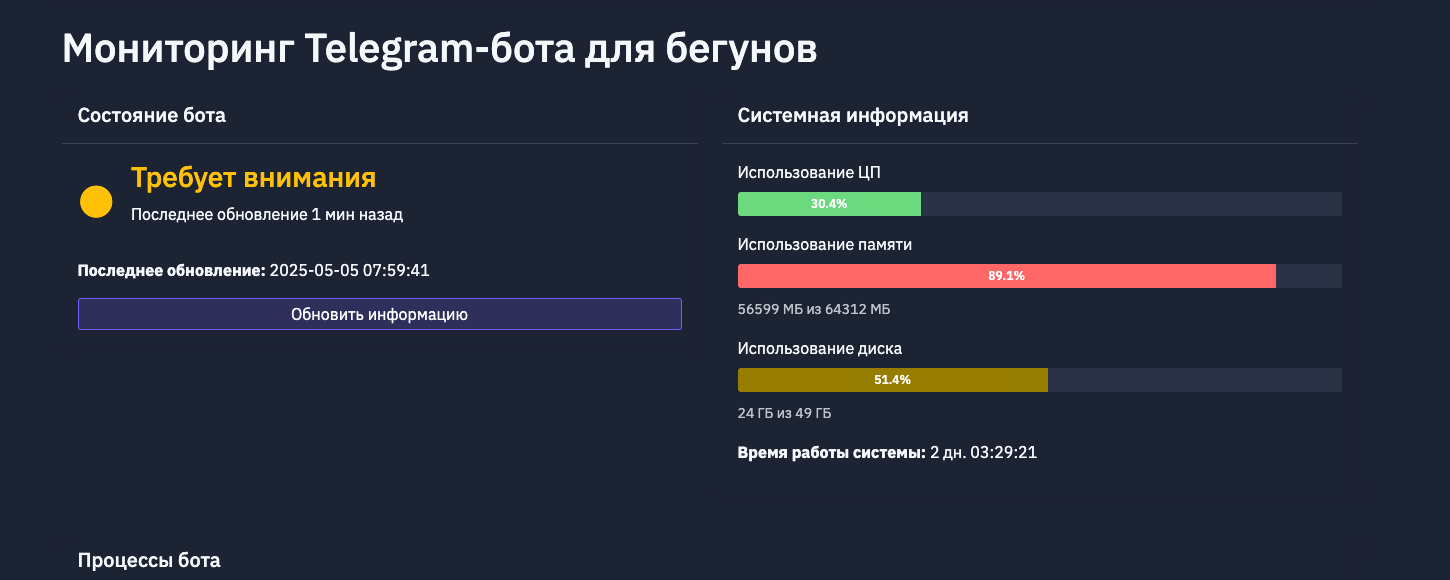 Мониторинг Telegram-бота для бегунов
Состояние бота
Требует внимания
Последнее обновление 1 мин назад
Последнее обновление: 2025-05-05 07:59:41
Обновить информацию
Системная информация
Использование ЦП
30.4%
Использование памяти
89.1%
56599 МБ из 64312 МБ
Использование диска
51.4%
24 ГБ из 49 ГБ
Время работы системы: 2 дн. 03:29:21
Процессы бота